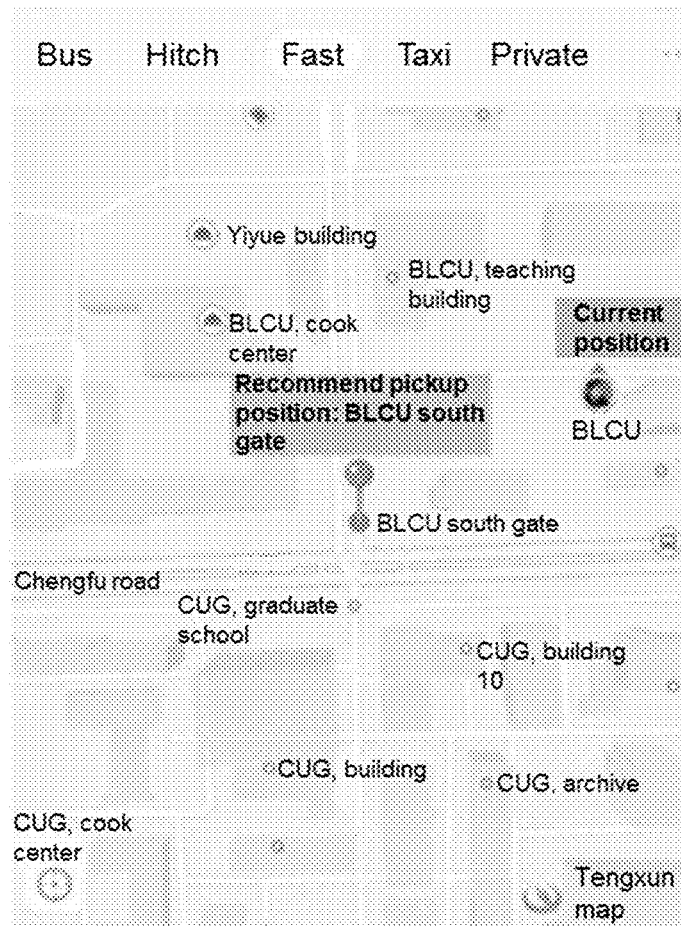 Bus Hitch Fast Taxi Private
Yiyue building
BLCU, teaching
building
Current
position
BLCU, cook
center
Recommend pickup
position: BLCU south
gate
BLCU
BLCU south gate
Chengfu road
CUG, graduate
school
CUG, building
10
CUG, building
CUG, archive
CUG, cook
center
Tengxun
map